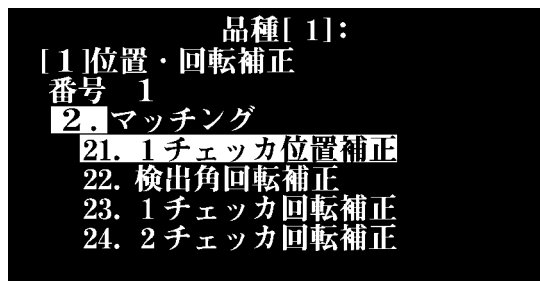 品種[ 1]:
[1]位置・回転補正
番号 1
2. マッチング
21. 1チェッカ位置補正
22. 検出角回転補正
23. 1チェッカ回転補正
24. 2チェッカ回転補正